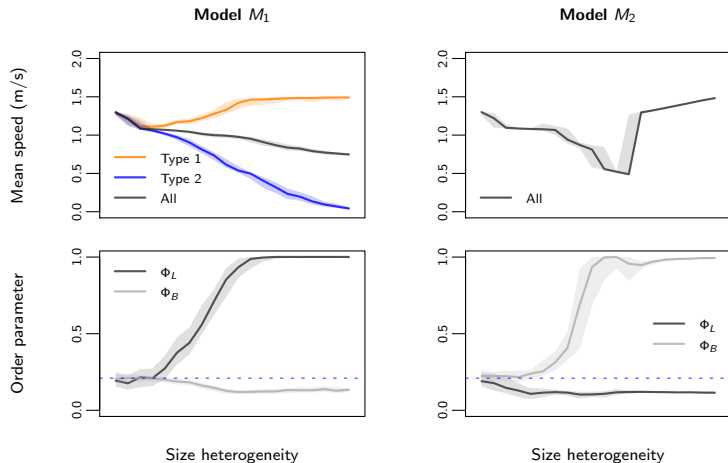 Model M1
Model M2
Mean speed (m/s)
2.0
1.5
1.0
0.5
0.0
Type 1
Type 2
All
2.0
1.5
1.0
0.5
0.0
All
Order parameter
1.0
0.5
0.0
ΦL
ΦB
1.0
0.5
0.0
ΦL
ΦB
Size heterogeneity
Size heterogeneity